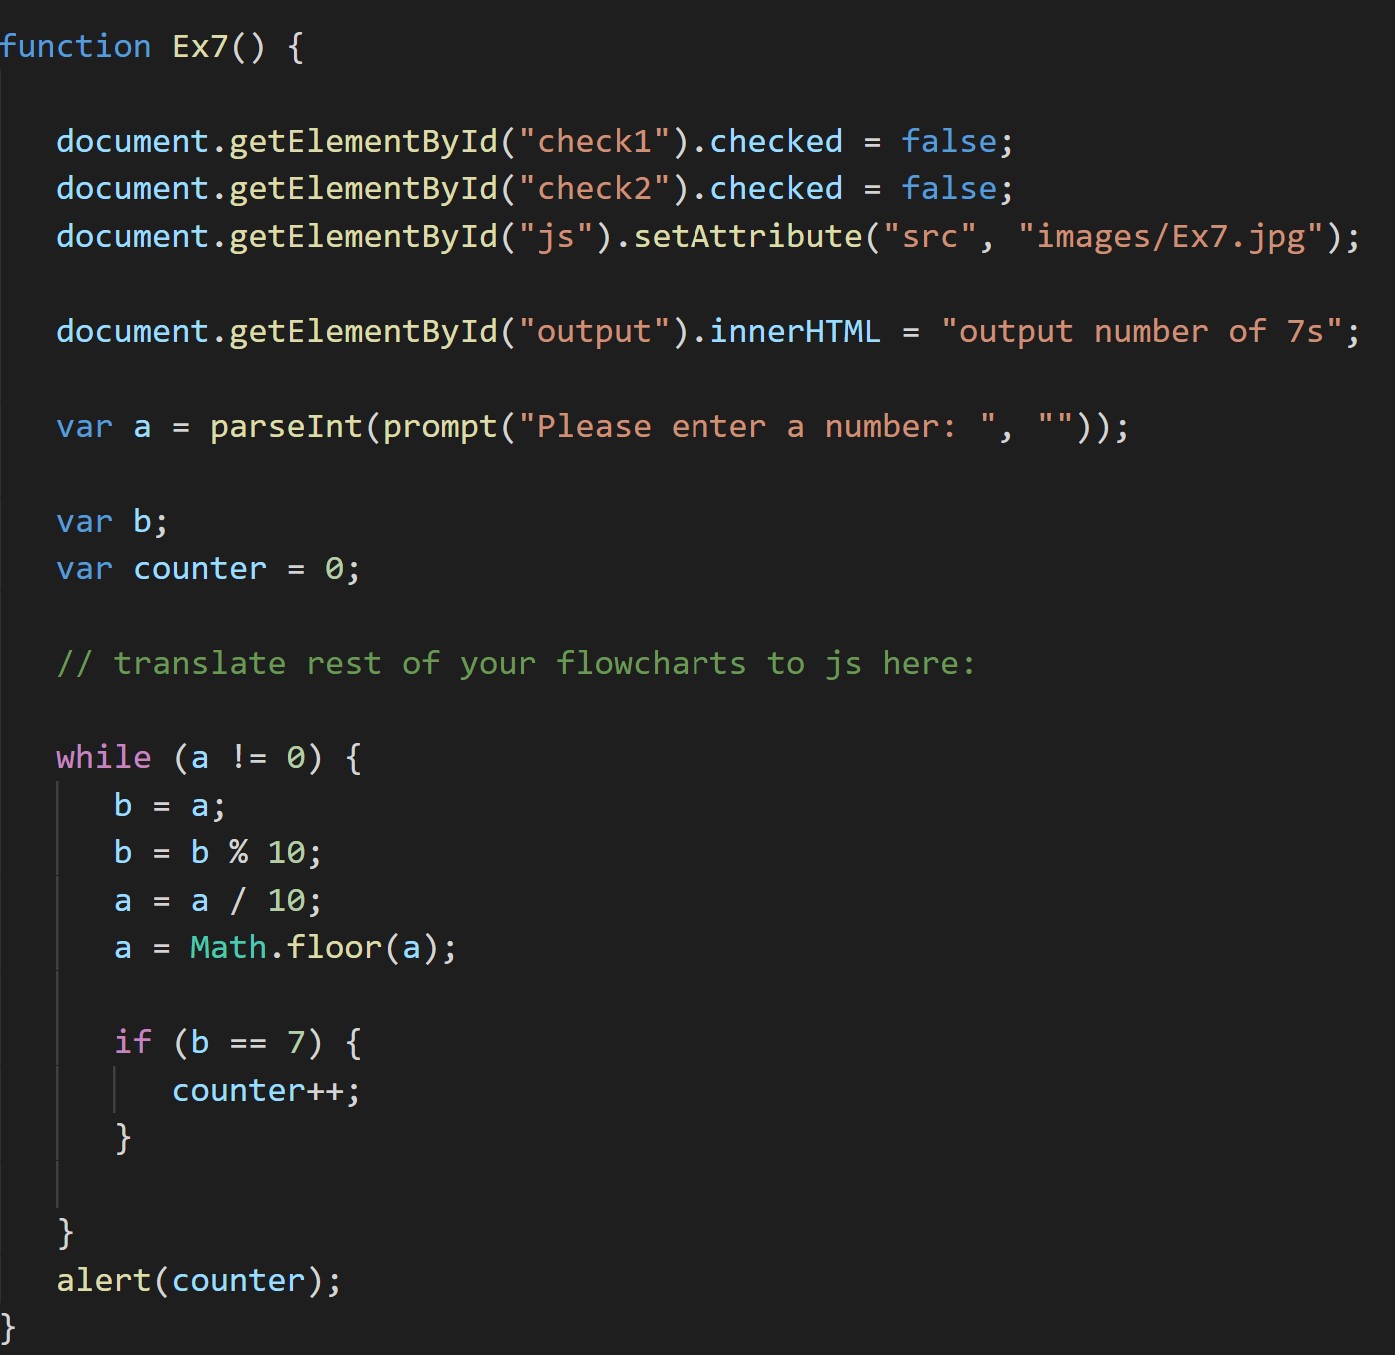 function Ex7() {
document.getElementById("check1").checked = false;
document.getElementById("check2").checked = false;
document.getElementById("js").setAttribute("src", "images/Ex7.jpg");
document.getElementById("output").innerHTML = "output number of 7s";
var a = parseInt(prompt("Please enter a number: ", ""));
var b;
var counter = 0;
// translate rest of your flowcharts to js here:
while (a != 0) {
b = a;
b = b % 10;
a = a / 10;
a = Math.floor(a);
if (b == 7) {
counter++;
}
}
alert(counter);
}